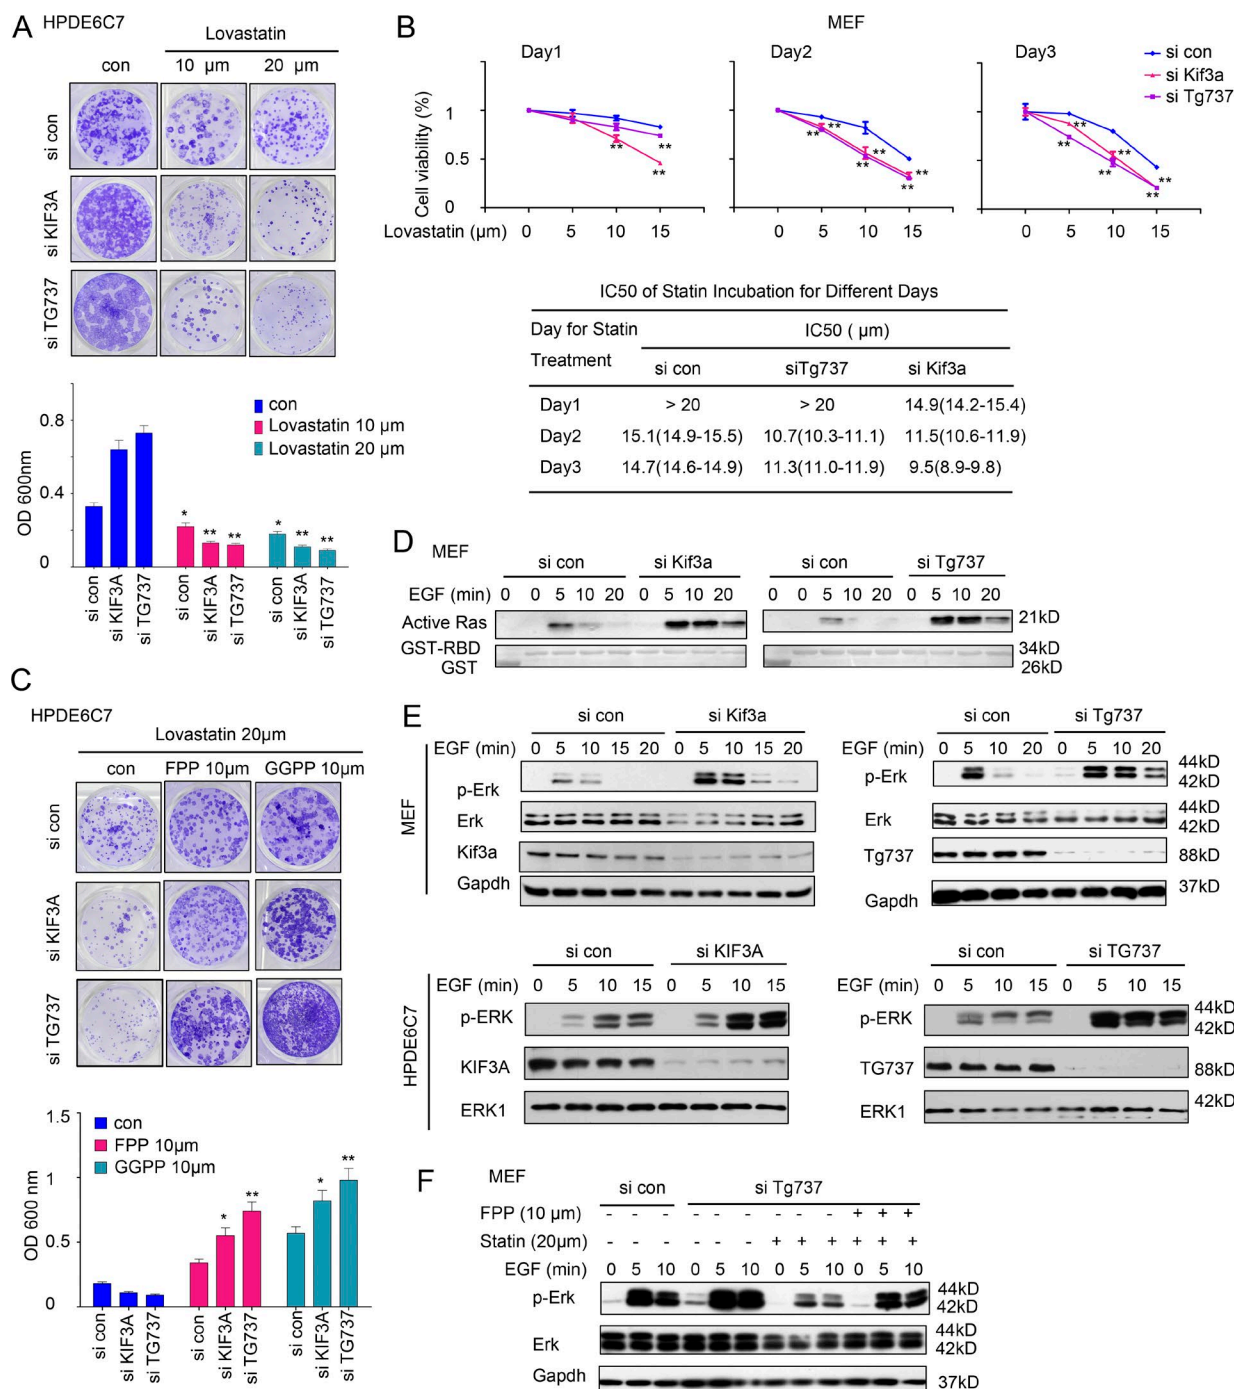 A HPDE6C7
Lovastatin
con 10 µm 20 µm
si con
si KIF3A
si TG737
OD 600nm
0.8
0.4
0
con
Lovastatin 10 µm
Lovastatin 20 µm
* ** ** * ** **
si con si KIF3A si TG737 si con si KIF3A si TG737 si con si KIF3A si TG737
B MEF
Day1 Day2 Day3
si con
si Kif3a
si Tg737
Cell viability (%)
1
0.5
0
** ** **
** ** ** ** ** **
** ** ** ** ** **
Lovastatin (µm) 0 5 10 15 0 5 10 15 0 5 10 15
IC50 of Statin Incubation for Different Days
Day for Statin Treatment IC50 ( µm)
si con siTg737 si Kif3a
Day1 > 20 > 20 14.9(14.2-15.4)
Day2 15.1(14.9-15.5) 10.7(10.3-11.1) 11.5(10.6-11.9)
Day3 14.7(14.6-14.9) 11.3(11.0-11.9) 9.5(8.9-9.8)
C
HPDE6C7
Lovastatin 20µm
con FPP 10µm GGPP 10µm
si con
si KIF3A
si TG737
OD 600 nm
1.5
1
0.5
0
con
FPP 10µm
GGPP 10µm
* ** * **
si con si KIF3A si TG737 si con si KIF3A si TG737 si con si KIF3A si TG737
D MEF
si con si Kif3a si con si Tg737
EGF (min) 0 0 5 10 20 0 5 10 20 0 0 5 10 20 0 5 10 20
Active Ras 21kD
GST-RBD 34kD
GST 26kD
E
MEF
si con si Kif3a
EGF (min) 0 5 10 15 20 0 5 10 15 20
p-Erk
Erk
Kif3a
Gapdh
si con si Tg737
EGF (min) 0 5 10 20 0 5 10 20
p-Erk 44kD 42kD
Erk 44kD 42kD
Tg737 88kD
Gapdh 37kD
HPDE6C7
si con si KIF3A
EGF (min) 0 5 10 15 0 5 10 15
p-ERK
KIF3A
ERK1
si con si TG737
EGF (min) 0 5 10 15 0 5 10 15
p-ERK 44kD 42kD
TG737 88kD
ERK1 42kD
F MEF
si con si Tg737
FPP (10 µm) - - - - - - - - - + + +
Statin (20µm) - - - - - - + + + + + +
EGF (min) 0 5 10 0 5 10 0 5 10 0 5 10
p-Erk 44kD 42kD
Erk 44kD 42kD
Gapdh 37kD